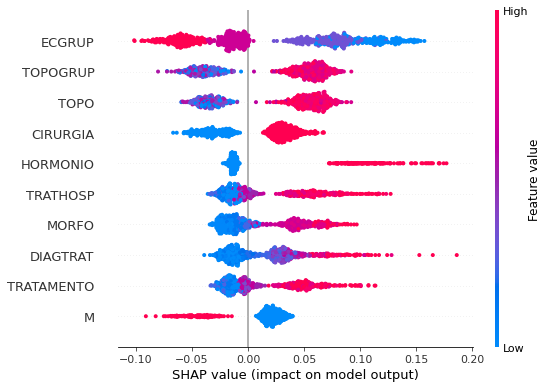 High
ECGRUP
TOPOGRUP
TOPO
CIRURGIA
HORMONIO
TRATHOSP
MORFO
DIAGTRAT
TRATAMENTO
M
Feature value
Low
−0.10 −0.05 0.00 0.05 0.10 0.15 0.20
SHAP value (impact on model output)